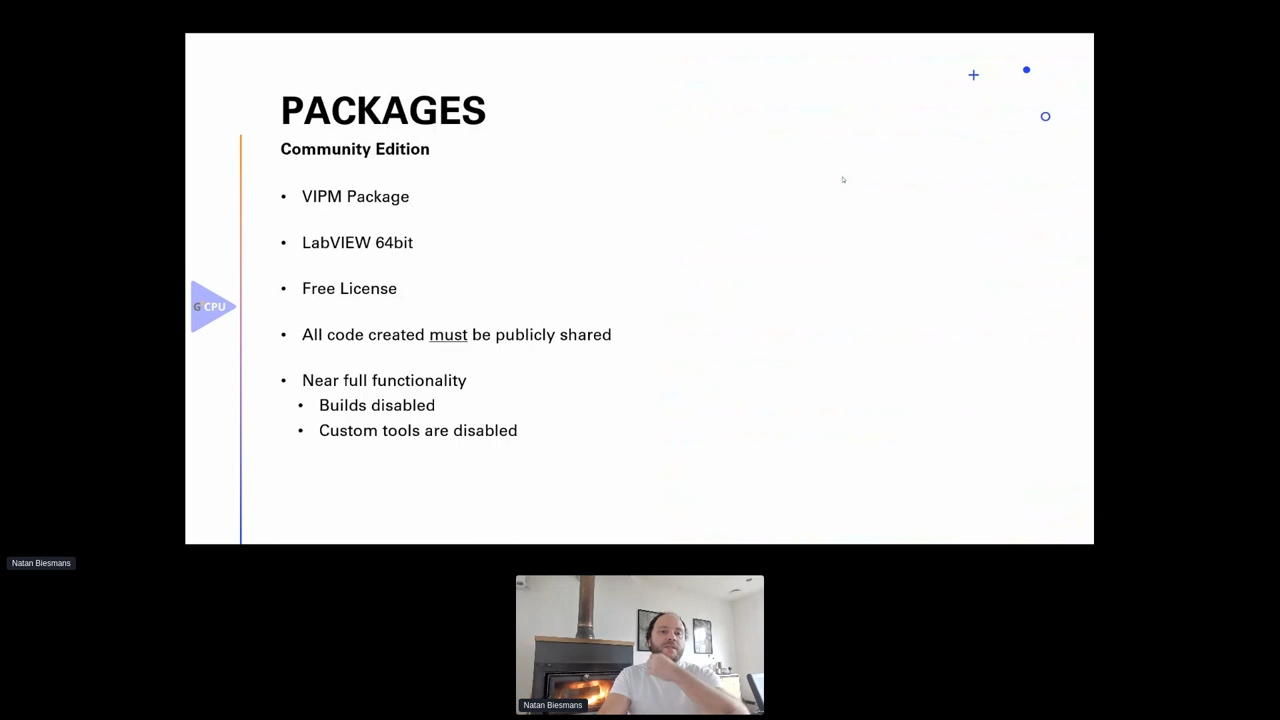 PACKAGES
Community Edition
• VIPM Package
• LabVIEW 64bit
• Free License
G²CPU
• All code created must be publicly shared
• Near full functionality
• Builds disabled
• Custom tools are disabled
Natan Biesmans
Natan Biesmans